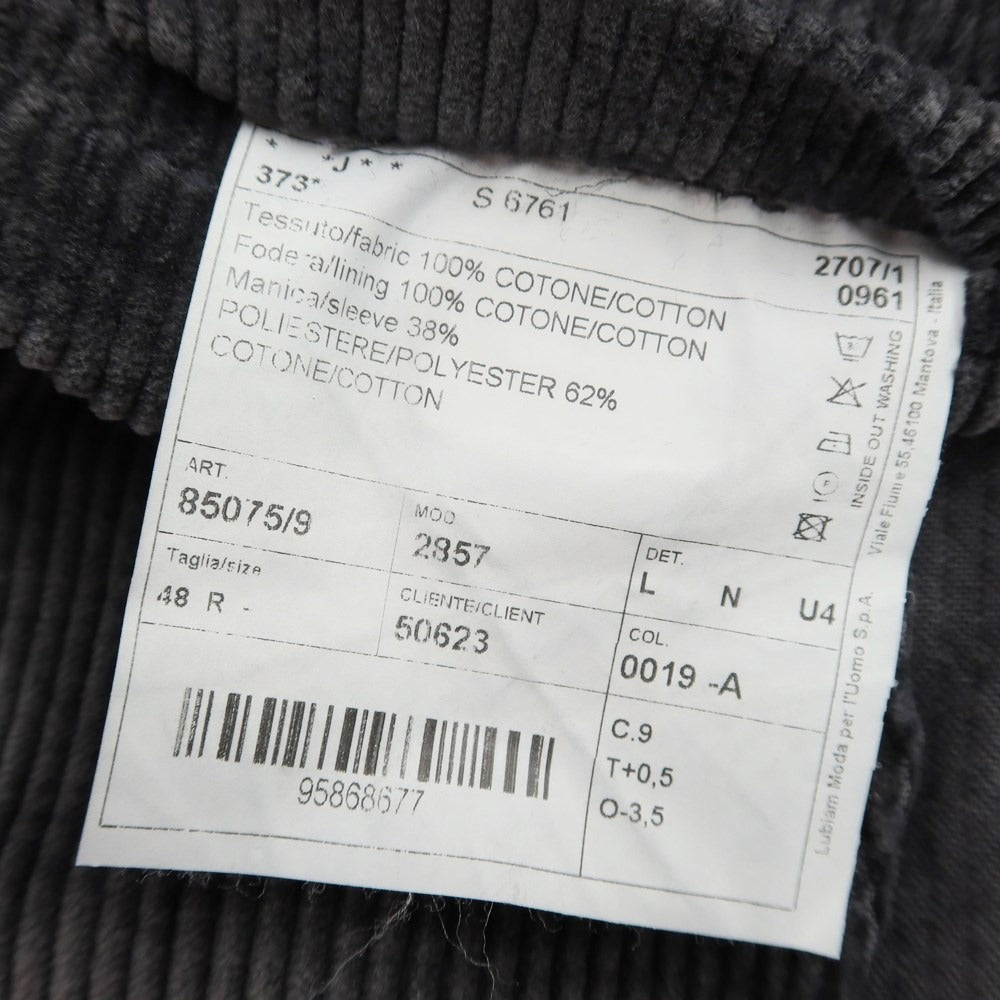 * *J * *
373*
S 6761
2707/1
0961
Tessuto/fabric 100% COTONE/COTTON
Fodera/lining 100% COTONE/COTTON
Manica/sleeve 38%
POLIESTERE/POLYESTER 62%
COTONE/COTTON
INSIDE OUT WASHING
ART.
85075/9
MOD.
2857
DET.
L N U4
Taglia/size
48 R -
CLIENTE/CLIENT
50623
COL.
0019 -A
C.9
T+0,5
O-3,5
95868677
Lubiam Moda per l'Uomo S.p.A. Viale Fiume 55,46100 Mantova - Italia